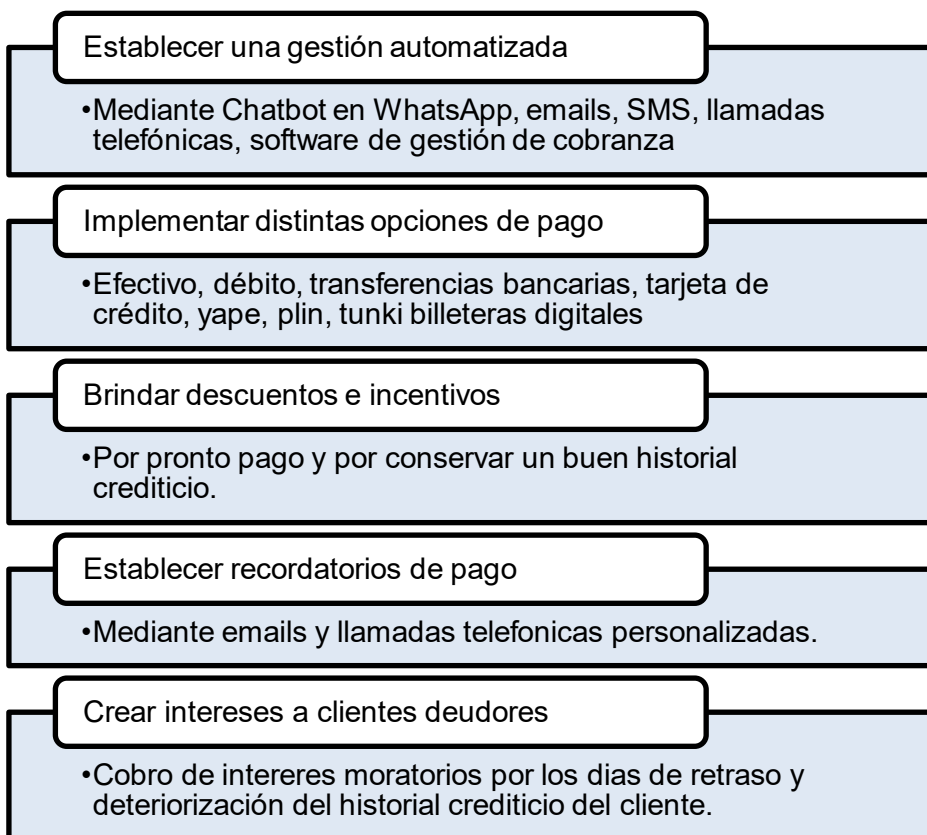 Establecer una gestión automatizada
•Mediante Chatbot en WhatsApp, emails, SMS, llamadas
telefónicas, software de gestión de cobranza
Implementar distintas opciones de pago
•Efectivo, débito, transferencias bancarias, tarjeta de
crédito, yape, plin, tunki billeteras digitales
Brindar descuentos e incentivos
•Por pronto pago y por conservar un buen historial
crediticio.
Establecer recordatorios de pago
•Mediante emails y llamadas telefonicas personalizadas.
Crear intereses a clientes deudores
•Cobro de intereres moratorios por los dias de retraso y
deteriorización del historial crediticio del cliente.